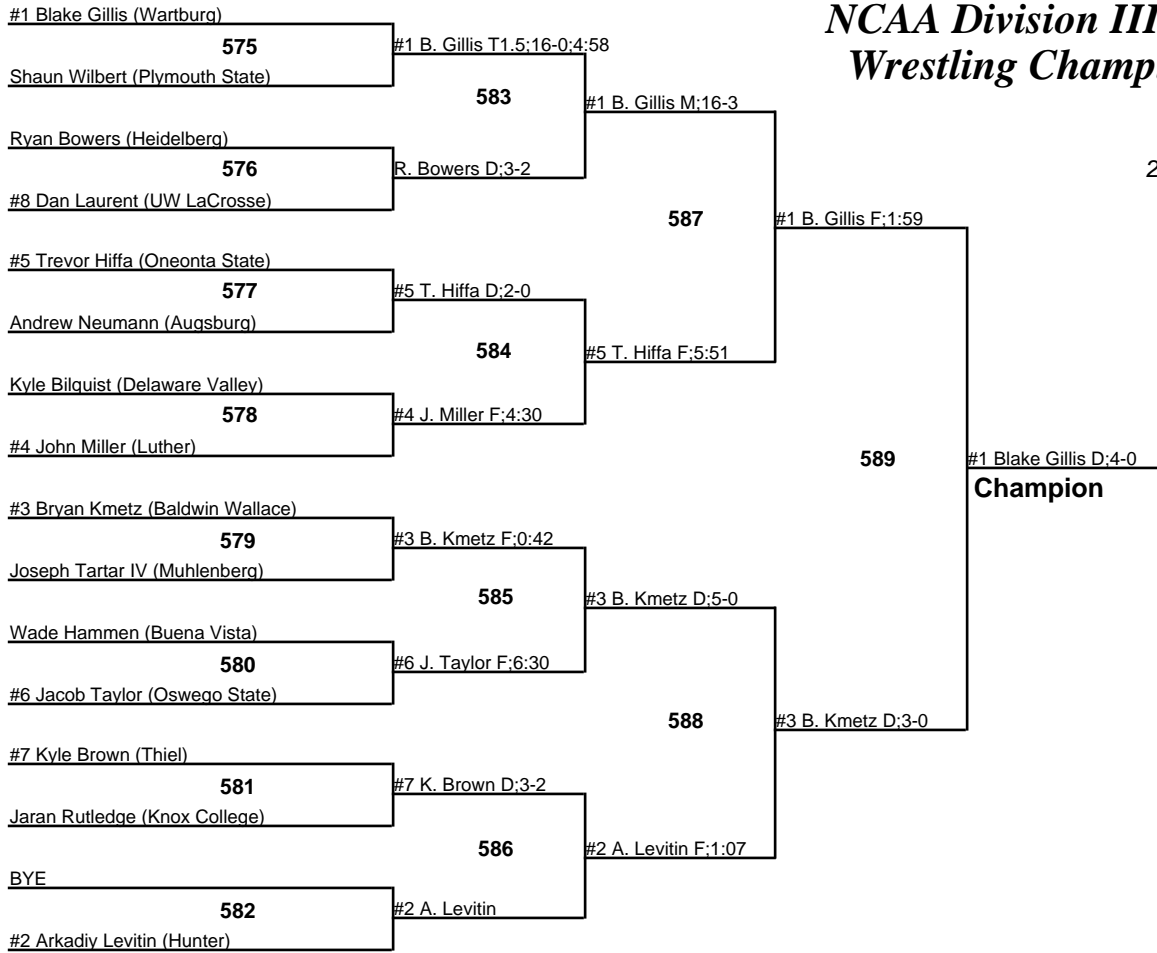 NCAA Division III
Wrestling Champ
2
#1 Blake Gillis (Wartburg)
575
Shaun Wilbert (Plymouth State)
#1 B. Gillis T1.5;16-0;4:58
583
#1 B. Gillis M;16-3
Ryan Bowers (Heidelberg)
576
#8 Dan Laurent (UW LaCrosse)
R. Bowers D;3-2
587
#1 B. Gillis F;1:59
#5 Trevor Hiffa (Oneonta State)
577
Andrew Neumann (Augsburg)
#5 T. Hiffa D;2-0
584
#5 T. Hiffa F;5:51
Kyle Bilquist (Delaware Valley)
578
#4 John Miller (Luther)
#4 J. Miller F;4:30
589
#1 Blake Gillis D;4-0
Champion
#3 Bryan Kmetz (Baldwin Wallace)
579
Joseph Tartar IV (Muhlenberg)
#3 B. Kmetz F;0:42
585
#3 B. Kmetz D;5-0
Wade Hammen (Buena Vista)
580
#6 Jacob Taylor (Oswego State)
#6 J. Taylor F;6:30
588
#3 B. Kmetz D;3-0
#7 Kyle Brown (Thiel)
581
Jaran Rutledge (Knox College)
#7 K. Brown D;3-2
586
#2 A. Levitin F;1:07
BYE
582
#2 Arkadiy Levitin (Hunter)
#2 A. Levitin